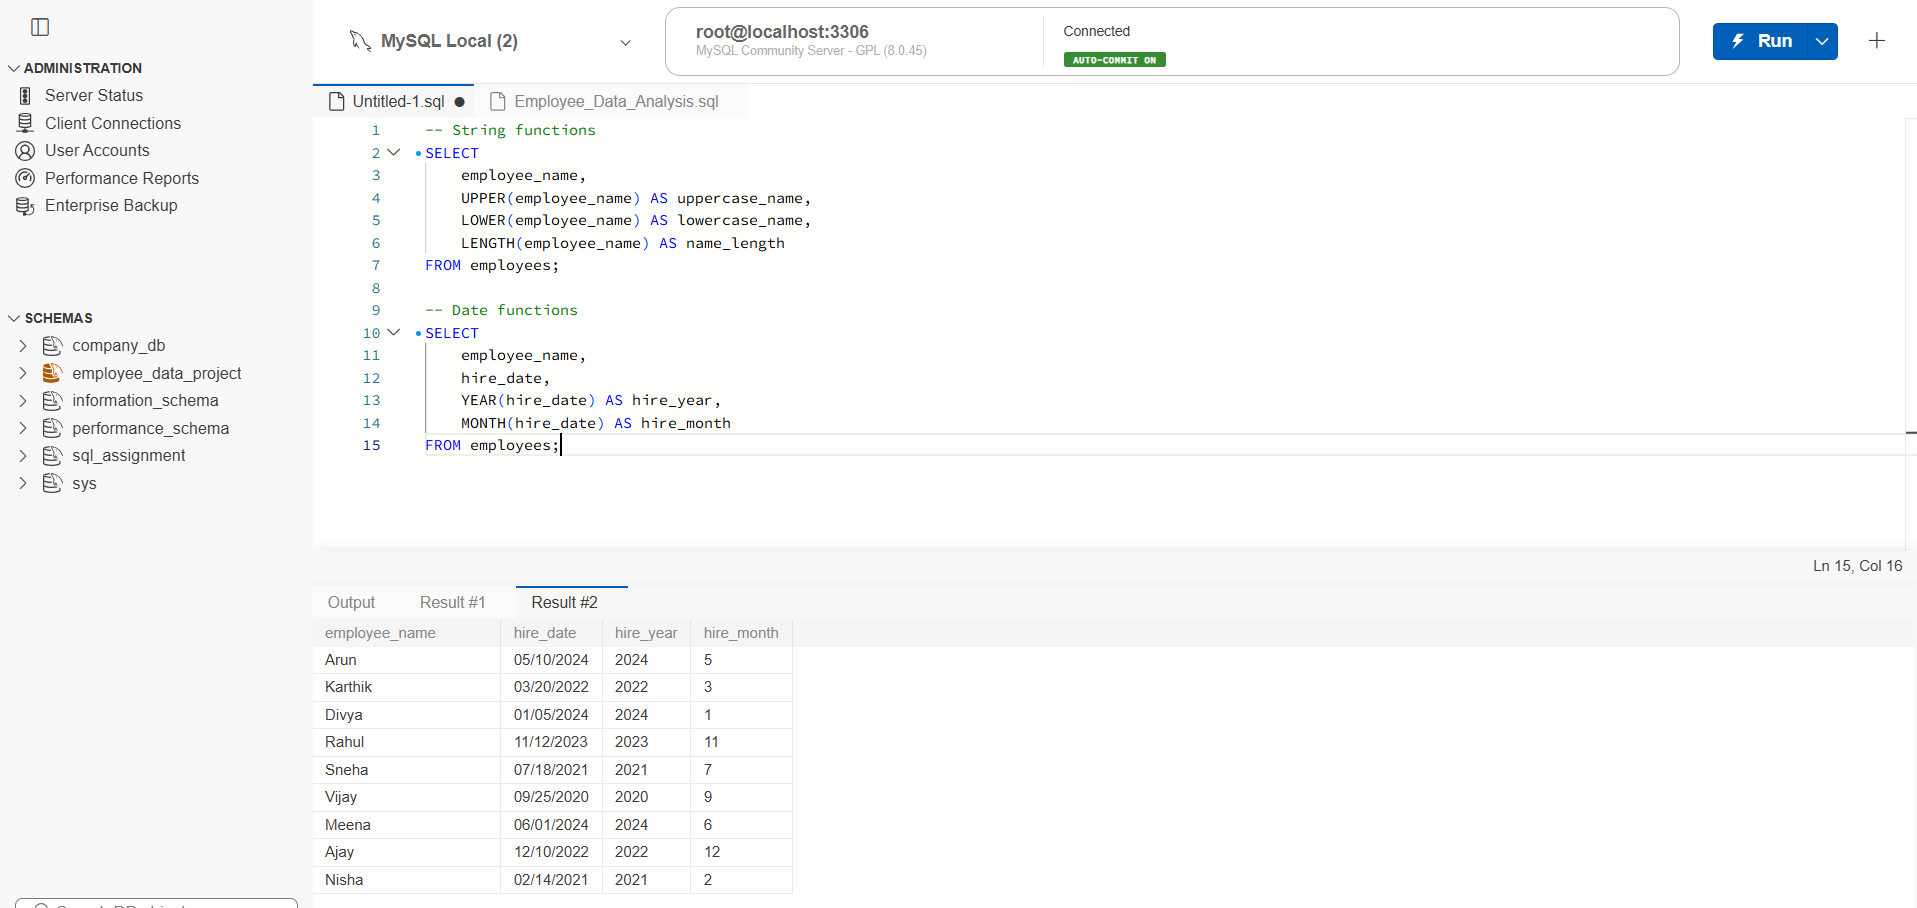 ADMINISTRATION
Server Status
Client Connections
User Accounts
Performance Reports
Enterprise Backup
SCHEMAS
company_db
employee_data_project
information_schema
performance_schema
sql_assignment
sys
MySQL Local (2)
root@localhost:3306
MySQL Community Server - GPL (8.0.45)
Connected
AUTO-COMMIT ON
Run
Untitled-1.sql
Employee_Data_Analysis.sql
1 -- String functions
2 SELECT
3 employee_name,
4 UPPER(employee_name) AS uppercase_name,
5 LOWER(employee_name) AS lowercase_name,
6 LENGTH(employee_name) AS name_length
7 FROM employees;
8
9 -- Date functions
10 SELECT
11 employee_name,
12 hire_date,
13 YEAR(hire_date) AS hire_year,
14 MONTH(hire_date) AS hire_month
15 FROM employees;
Ln 15, Col 16
Output Result #1 Result #2
employee_name hire_date hire_year hire_month
Arun 05/10/2024 2024 5
Karthik 03/20/2022 2022 3
Divya 01/05/2024 2024 1
Rahul 11/12/2023 2023 11
Sneha 07/18/2021 2021 7
Vijay 09/25/2020 2020 9
Meena 06/01/2024 2024 6
Ajay 12/10/2022 2022 12
Nisha 02/14/2021 2021 2